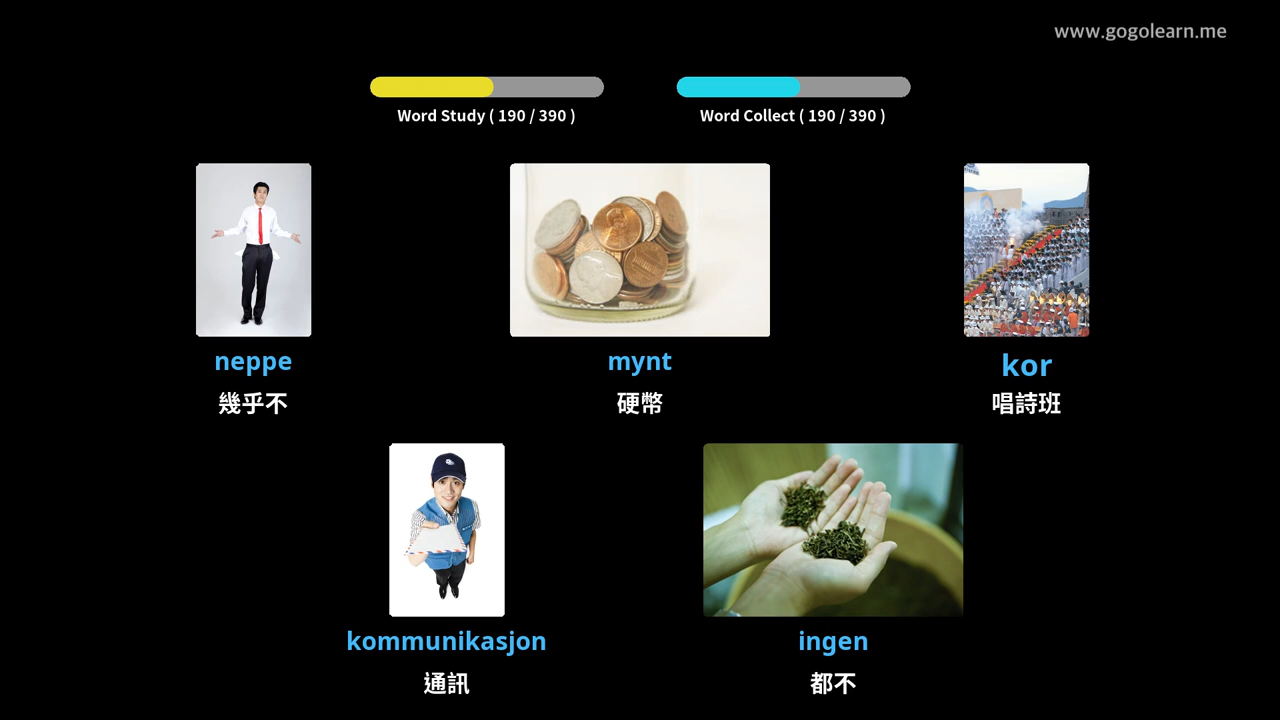 www.gogolearn.me
Word Study ( 190 / 390 )
Word Collect ( 190 / 390 )
neppe
幾乎不
mynt
硬幣
kor
唱詩班
kommunikasjon
通訊
ingen
都不